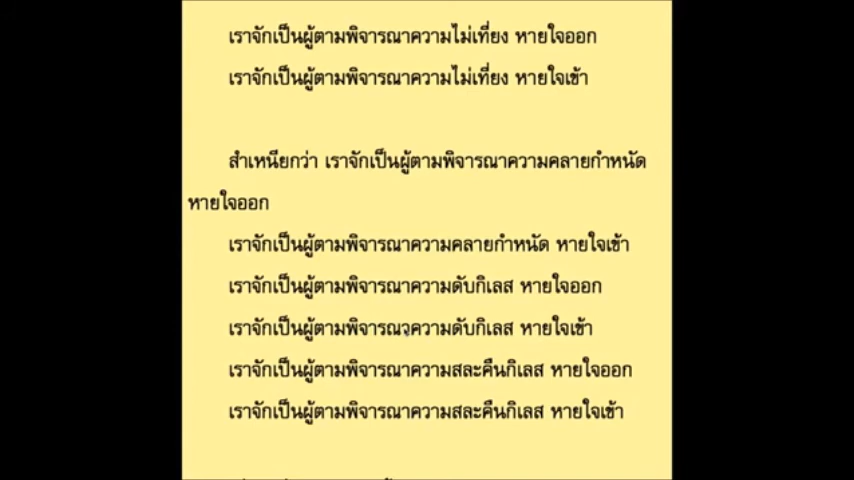 เราจักเป็นผู้ตามพิจารณาความไม่เที่ยง หายใจออก
เราจักเป็นผู้ตามพิจารณาความไม่เที่ยง หายใจเข้า
สำเหนียกว่า เราจักเป็นผู้ตามพิจารณาความคลายกำหนัด
หายใจออก
เราจักเป็นผู้ตามพิจารณาความคลายกำหนัด หายใจเข้า
เราจักเป็นผู้ตามพิจารณาความดับกิเลส หายใจออก
เราจักเป็นผู้ตามพิจารณาความดับกิเลส หายใจเข้า
เราจักเป็นผู้ตามพิจารณาความสละคืนกิเลส หายใจออก
เราจักเป็นผู้ตามพิจารณาความสละคืนกิเลส หายใจเข้า